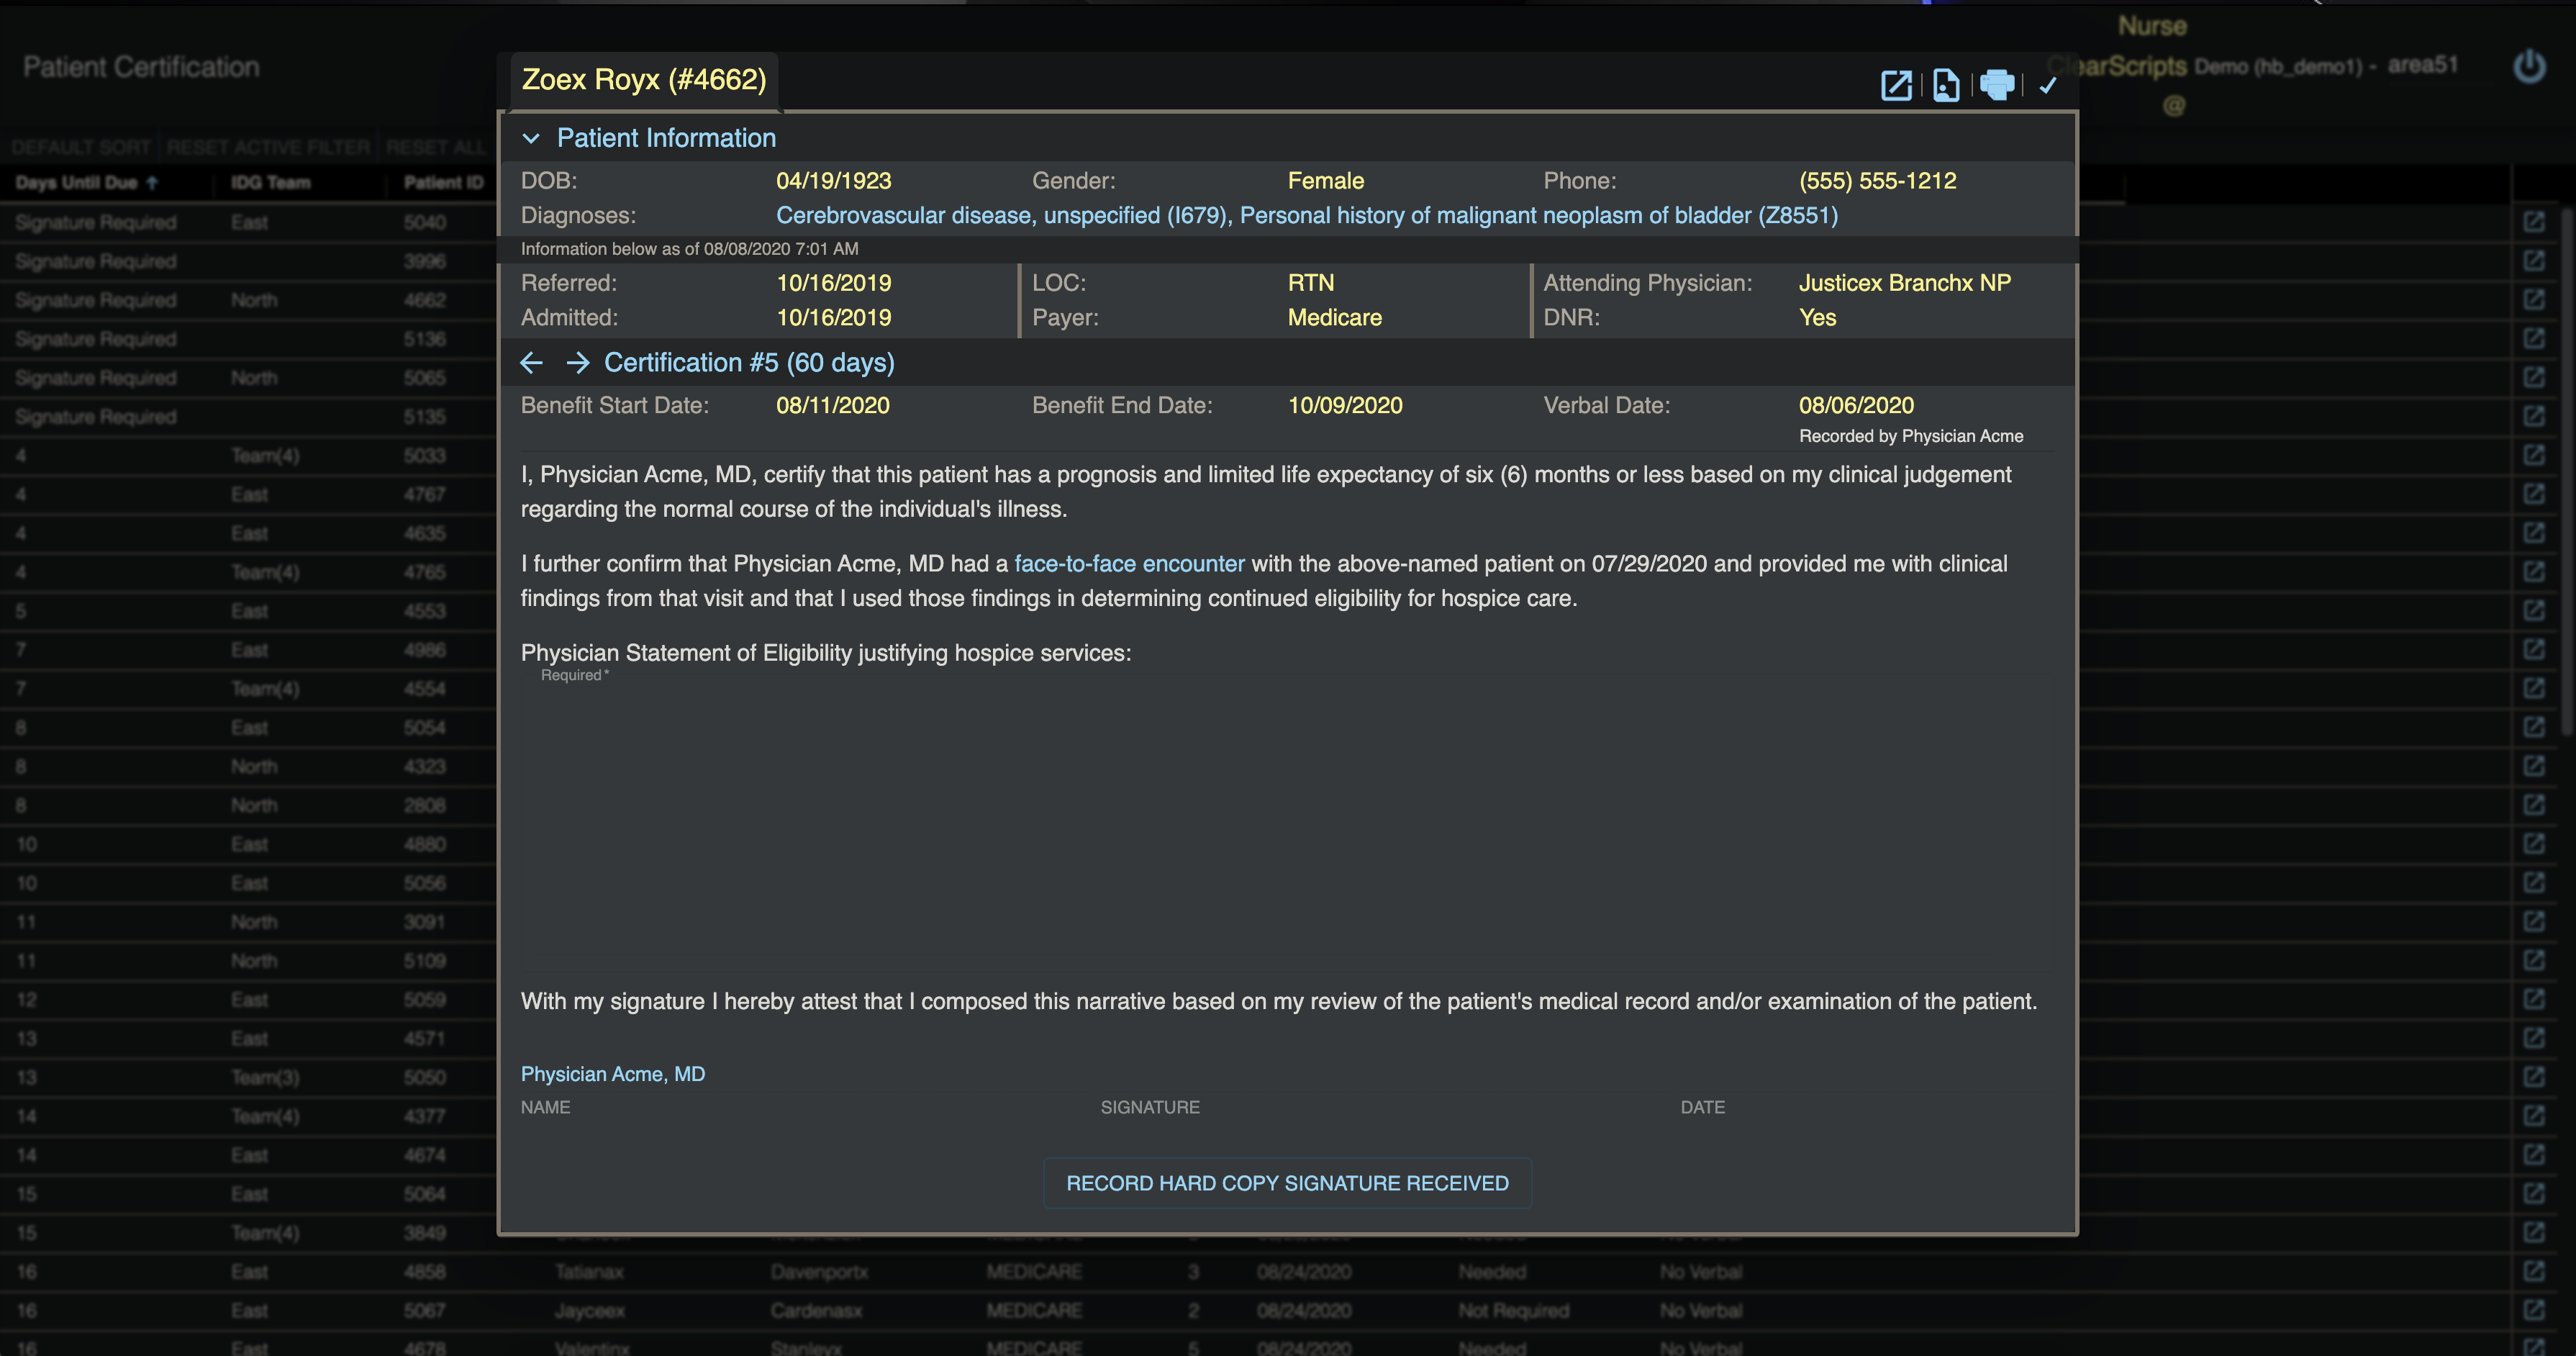 Nurse
Patient Certification
ClearScripts Demo (hb_demo1) - area51
@
Zoex Royx (#4662)
DEFAULT SORT RESET ACTIVE FILTER RESET ALL
Days Until Due IDG Team Patient ID
Signature Required East 5040
Signature Required 3996
Signature Required North 4662
Signature Required 5136
Signature Required North 5065
Signature Required 5135
4 Team(4) 5033
4 East 4767
4 East 4635
4 Team(4) 4765
5 East 4553
7 East 4986
7 Team(4) 4554
8 East 5054
8 North 4323
8 North 2808
10 East 4880
10 East 5056
11 North 3091
11 North 5109
12 East 5059
13 East 4571
13 Team(3) 5050
14 Team(4) 4377
14 East 4674
15 East 5064
15 Team(4) 3849
16 East 4858 Tatianax Davenportx MEDICARE 3 08/24/2020 Needed No Verbal
16 East 5067 Jayceex Cardenasx MEDICARE 2 08/24/2020 Not Required No Verbal
16 East 4678 Valentinx Stanleyx MEDICARE 5 08/24/2020 Needed No Verbal
Patient Information
DOB: 04/19/1923 Gender: Female Phone: (555) 555-1212
Diagnoses: Cerebrovascular disease, unspecified (I679), Personal history of malignant neoplasm of bladder (Z8551)
Information below as of 08/08/2020 7:01 AM
Referred: 10/16/2019 LOC: RTN Attending Physician: Justicex Branchx NP
Admitted: 10/16/2019 Payer: Medicare DNR: Yes
Certification #5 (60 days)
Benefit Start Date: 08/11/2020 Benefit End Date: 10/09/2020 Verbal Date: 08/06/2020
Recorded by Physician Acme
I, Physician Acme, MD, certify that this patient has a prognosis and limited life expectancy of six (6) months or less based on my clinical judgement
regarding the normal course of the individual's illness.
I further confirm that Physician Acme, MD had a face-to-face encounter with the above-named patient on 07/29/2020 and provided me with clinical
findings from that visit and that I used those findings in determining continued eligibility for hospice care.
Physician Statement of Eligibility justifying hospice services:
Required *
With my signature I hereby attest that I composed this narrative based on my review of the patient's medical record and/or examination of the patient.
Physician Acme, MD
NAME SIGNATURE DATE
RECORD HARD COPY SIGNATURE RECEIVED